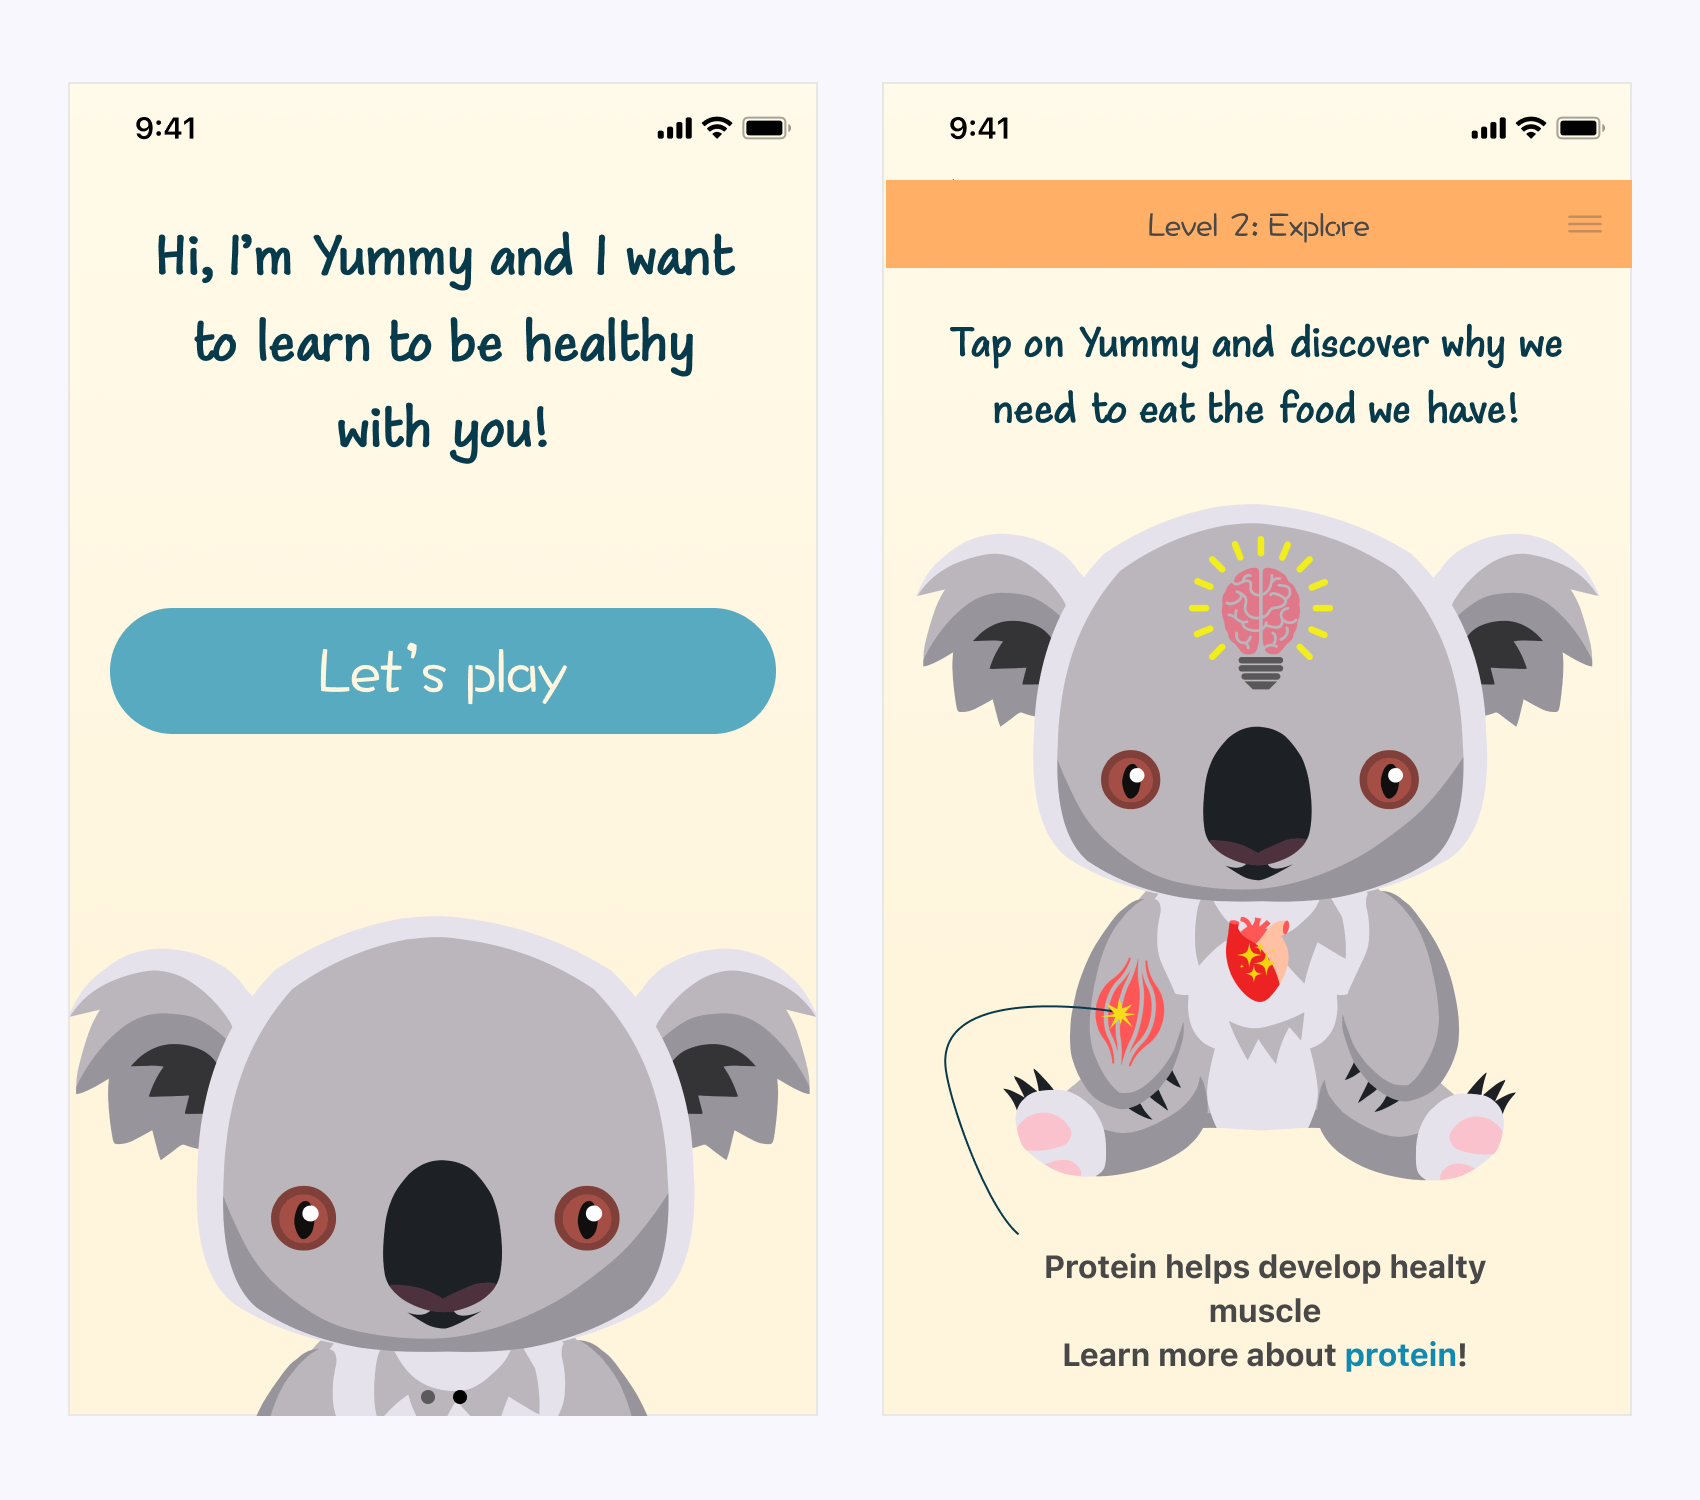 9:41
Hi, I'm Yummy and I want
to learn to be healthy
with you!
Let's play
9:41
Level 2: Explore
Tap on Yummy and discover why we
need to eat the food we have!
Protein helps develop healty
muscle
Learn more about protein!